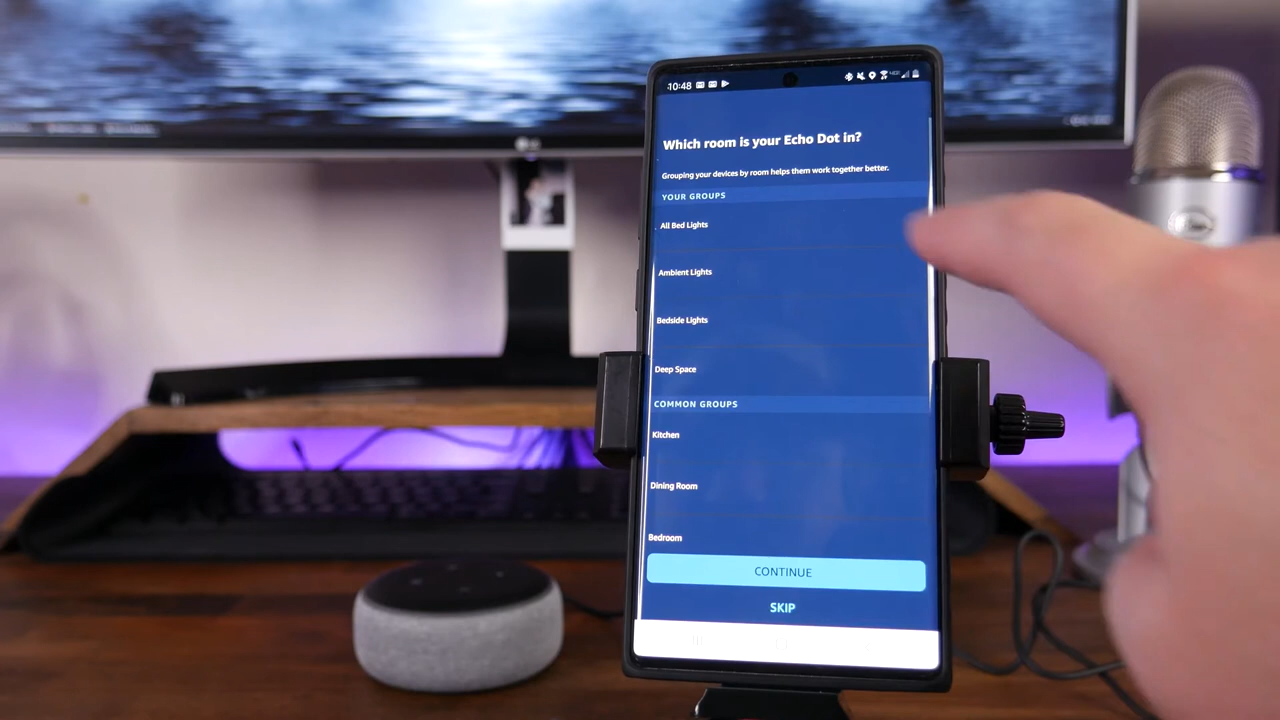 10:48
Which room is your Echo Dot in?
Grouping your devices by room helps them work together better.
YOUR GROUPS
All Bed Lights
Ambient Lights
Bedside Lights
Deep Space
COMMON GROUPS
Kitchen
Dining Room
Bedroom
CONTINUE
SKIP